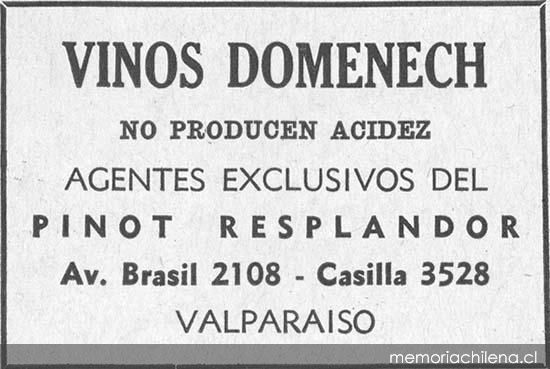 VINOS DOMENECH
NO PRODUCEN ACIDEZ
AGENTES EXCLUSIVOS DEL
PINOT RESPLANDOR
Av. Brasil 2108 - Casilla 3528
VALPARAISO
memoriachilena.cl